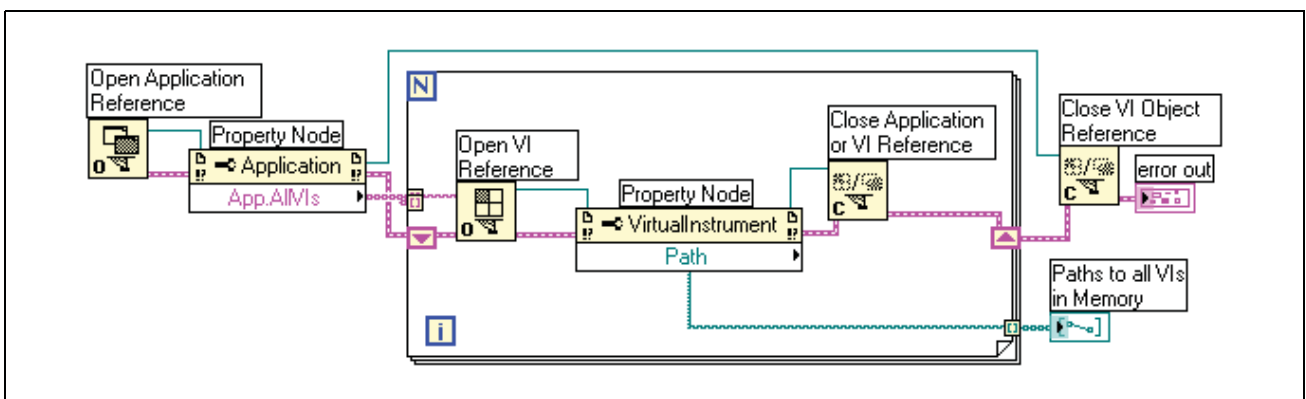 Open Application
Reference
Property Node
Application
App.AllVIs
N
Open VI
Reference
Property Node
VirtualInstrument
Path
Close Application
or VI Reference
i
Close VI Object
Reference
error out
Paths to all VIs
in Memory
O
O
C
C